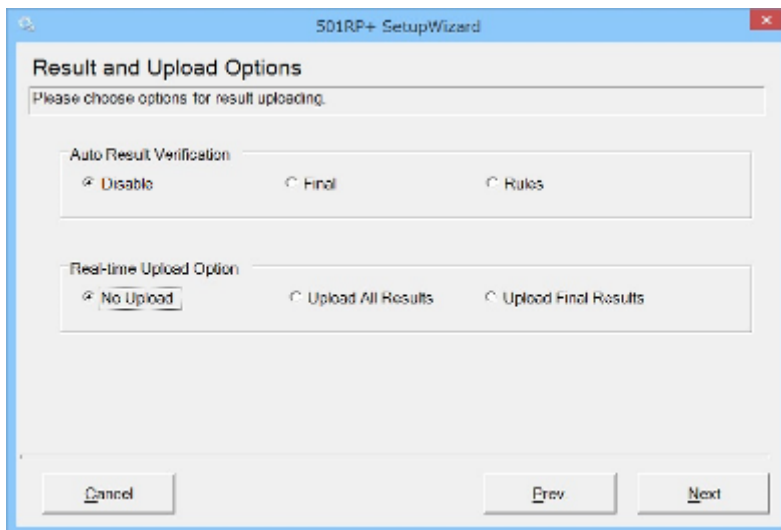 501RP+ SetupWizard
Result and Upload Options
Please choose options for result uploading.
Auto Result Verification
Disable Final Rules
Real-time Upload Option
No Upload Upload All Results Upload Final Results
Cancel Prev Next